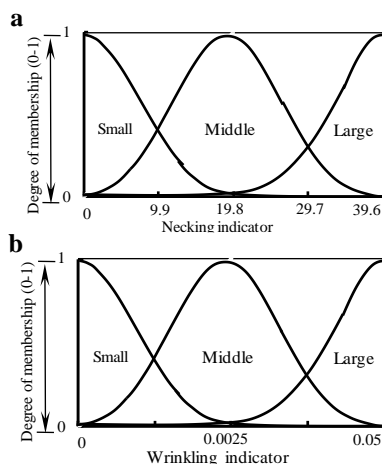 a
1
Degree of membership (0-1)
Small Middle Large
0
0 9.9 19.8 29.7 39.6
Necking indicator
b
1
Degree of membership (0-1)
Small Middle Large
0
0 0.0025 0.05
Wrinkling indicator